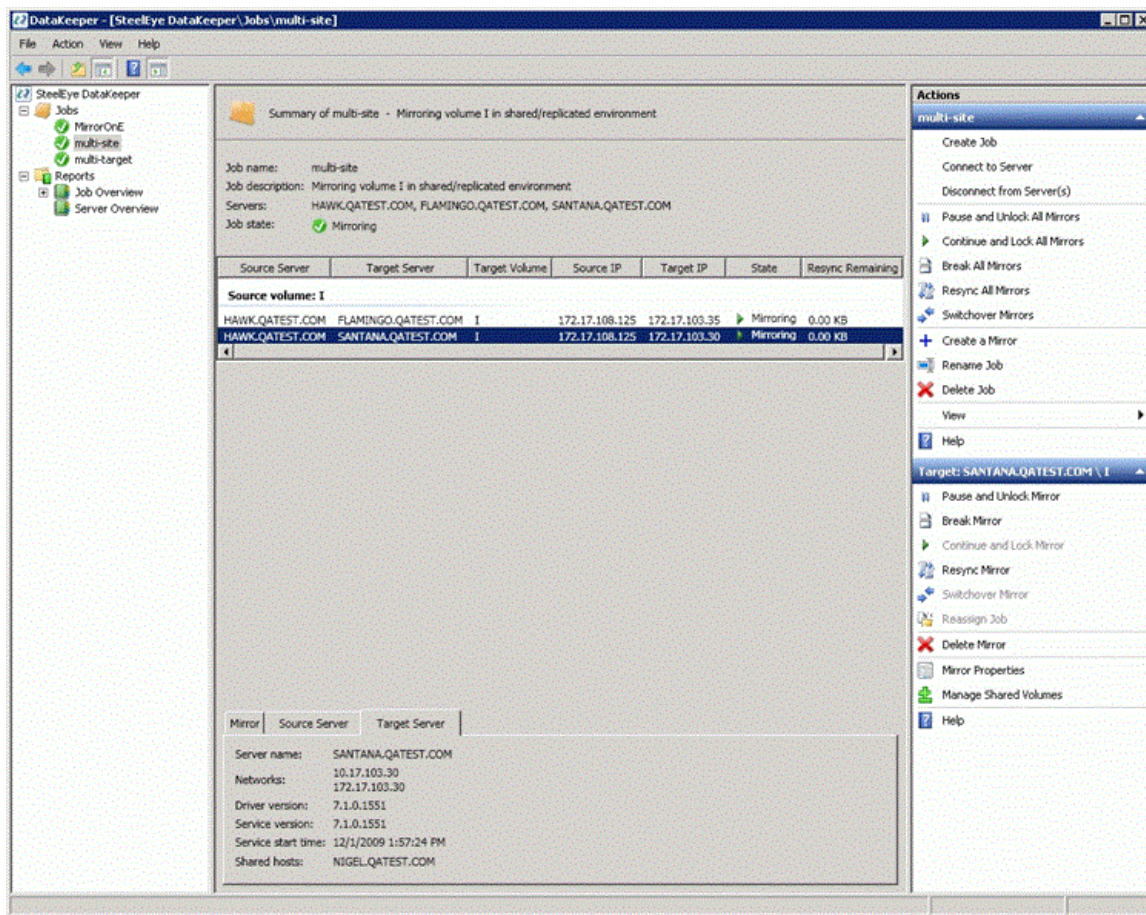 DataKeeper - [SteelEye DataKeeper\Jobs\multi-site]
File Action View Help
SteelEye DataKeeper
Jobs
MirrorOnE
multi-site
multi-target
Reports
Job Overview
Server Overview
Summary of multi-site - Mirroring volume I in shared/replicated environment
Job name: multi-site
Job description: Mirroring volume I in shared/replicated environment
Servers: HAWK.QATEST.COM, FLAMINGO.QATEST.COM, SANTANA.QATEST.COM
Job state: Mirroring
Source Server Target Server Target Volume Source IP Target IP State Resync Remaining
Source volume: I
HAWK.QATEST.COM FLAMINGO.QATEST.COM I 172.17.108.125 172.17.103.35 Mirroring 0.00 KB
HAWK.QATEST.COM SANTANA.QATEST.COM I 172.17.108.125 172.17.103.30 Mirroring 0.00 KB
Mirror Source Server Target Server
Server name: SANTANA.QATEST.COM
Networks: 10.17.103.30
172.17.103.30
Driver version: 7.1.0.1551
Service version: 7.1.0.1551
Service start time: 12/1/2009 1:57:24 PM
Shared hosts: NIGEL.QATEST.COM
Actions
multi-site
Create Job
Connect to Server
Disconnect from Server(s)
Pause and Unlock All Mirrors
Continue and Lock All Mirrors
Break All Mirrors
Resync All Mirrors
Switchover Mirrors
Create a Mirror
Rename Job
Delete Job
View
Help
Target: SANTANA.QATEST.COM \ I
Pause and Unlock Mirror
Break Mirror
Continue and Lock Mirror
Resync Mirror
Switchover Mirror
Reassign Job
Delete Mirror
Mirror Properties
Manage Shared Volumes
Help